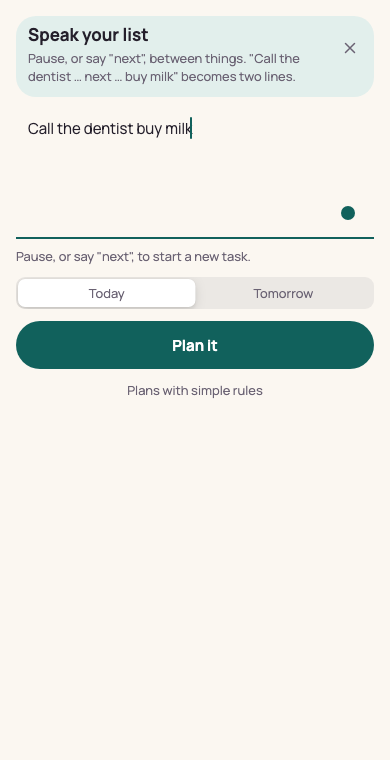 Speak your list
Pause, or say "next", between things. "Call the
dentist … next … buy milk" becomes two lines.
Call the dentist buy milk
Pause, or say "next", to start a new task.
Today
Tomorrow
Plan it
Plans with simple rules